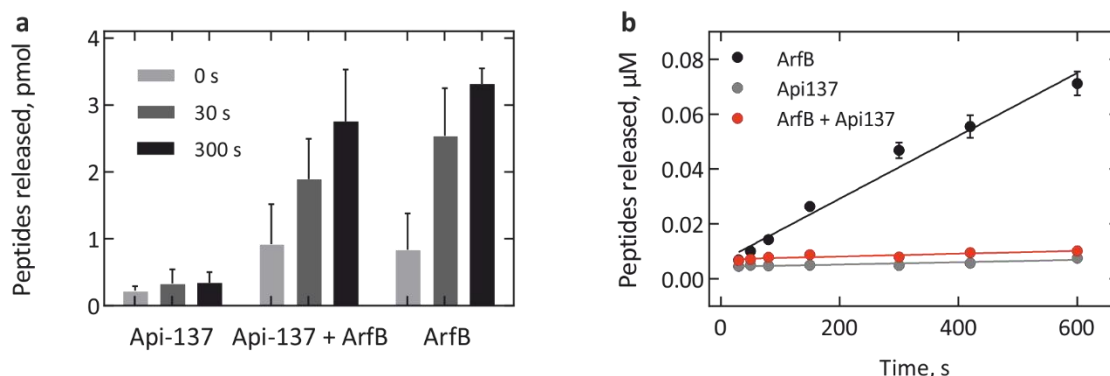 a
Peptides released, pmol
4
3
2
1
0
0 s
30 s
300 s
Api-137
Api-137 + ArfB
ArfB
b
Peptides released, µM
0.08
0.06
0.04
0.02
0.00
ArfB
Api137
ArfB + Api137
0
200
400
600
Time, s